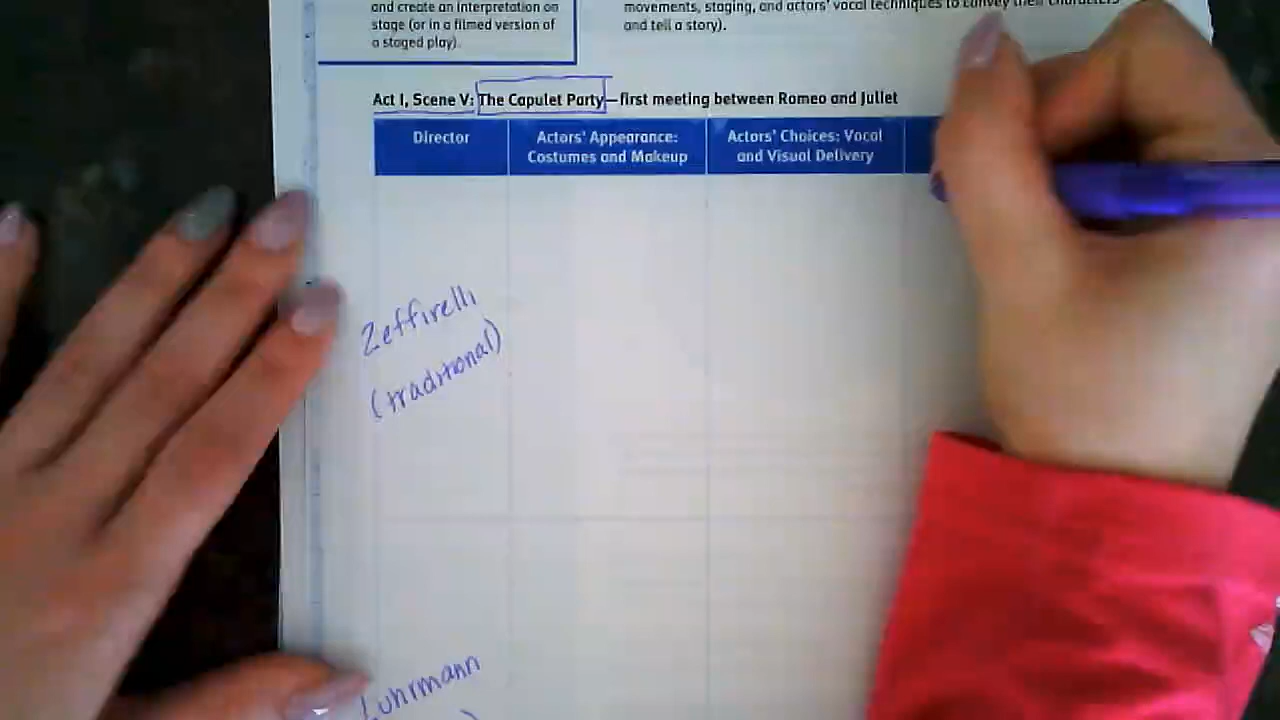 and create an interpretation on
stage (or in a filmed version of
a staged play).
movements, staging, and actors' vocal techniques to convey their characters
and tell a story).
Act I, Scene V: The Capulet Party—first meeting between Romeo and Juliet
Director
Actors' Appearance:
Costumes and Makeup
Actors' Choices: Vocal
and Visual Delivery
Zeffirelli
(traditional)
Luhrmann